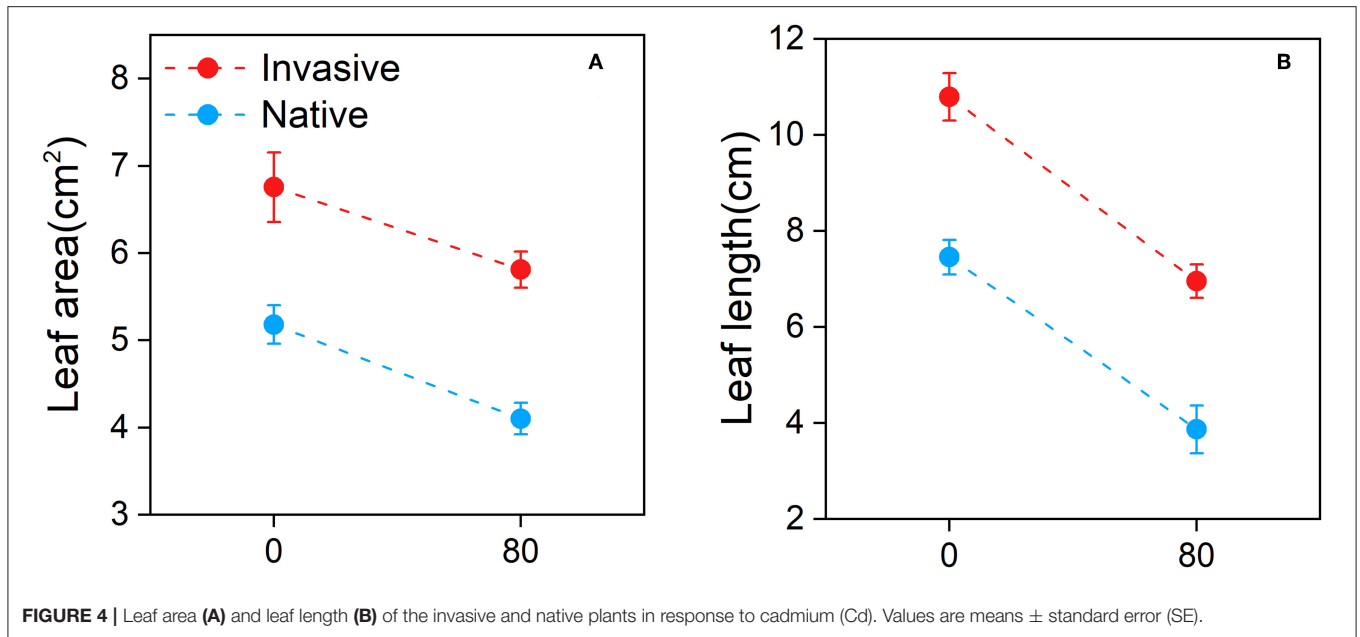 A
Invasive
Native
Leaf area(cm²)
8
7
6
5
4
3
0
80
B
Leaf length(cm)
12
10
8
6
4
2
0
80
FIGURE 4 | Leaf area (A) and leaf length (B) of the invasive and native plants in response to cadmium (Cd). Values are means ± standard error (SE).